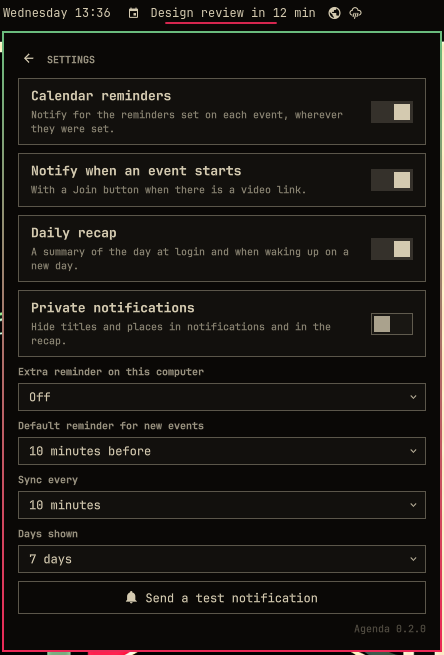 Wednesday 13:36 Design review in 12 min
SETTINGS
Calendar reminders
Notify for the reminders set on each event, wherever
they were set.
Notify when an event starts
With a Join button when there is a video link.
Daily recap
A summary of the day at login and when waking up on a
new day.
Private notifications
Hide titles and places in notifications and in the
recap.
Extra reminder on this computer
Off
Default reminder for new events
10 minutes before
Sync every
10 minutes
Days shown
7 days
Send a test notification
Agenda 0.2.0